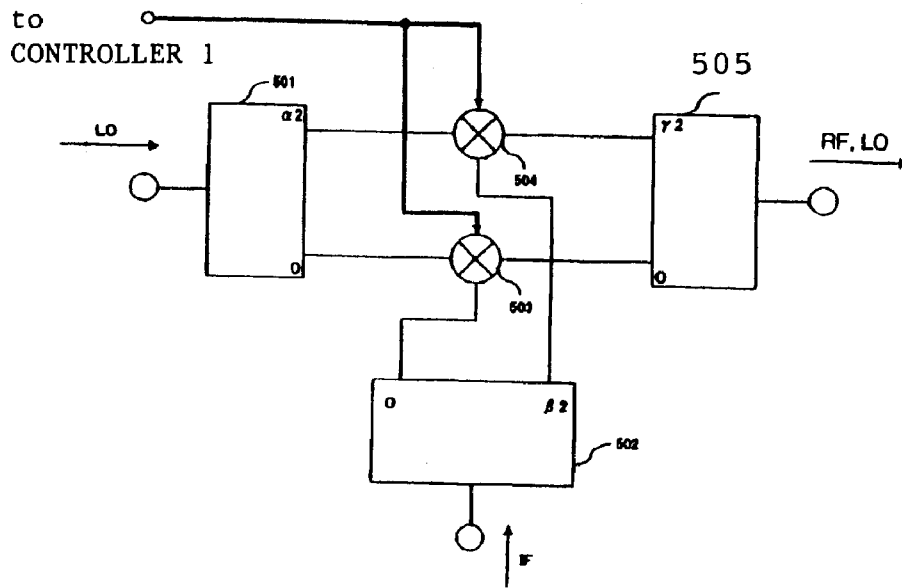 to
CONTROLLER 1
501
505
α2
γ2
LO
RF, LO
504
0
0
503
0
β2
502
IF